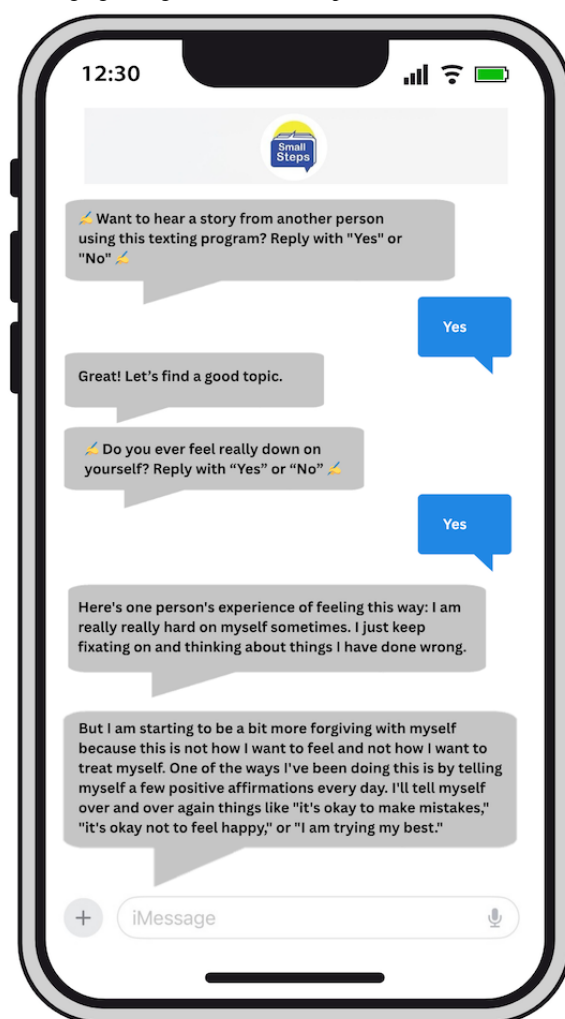 12:30
Small
Steps
✍️ Want to hear a story from another person
using this texting program? Reply with "Yes" or
"No" ✍️
Yes
Great! Let’s find a good topic.
✍️ Do you ever feel really down on
yourself? Reply with “Yes” or “No” ✍️
Yes
Here's one person's experience of feeling this way: I am
really really hard on myself sometimes. I just keep
fixating on and thinking about things I have done wrong.
But I am starting to be a bit more forgiving with myself
because this is not how I want to feel and not how I want to
treat myself. One of the ways I've been doing this is by telling
myself a few positive affirmations every day. I'll tell myself
over and over again things like "it's okay to make mistakes,"
"it's okay not to feel happy," or "I am trying my best."
iMessage